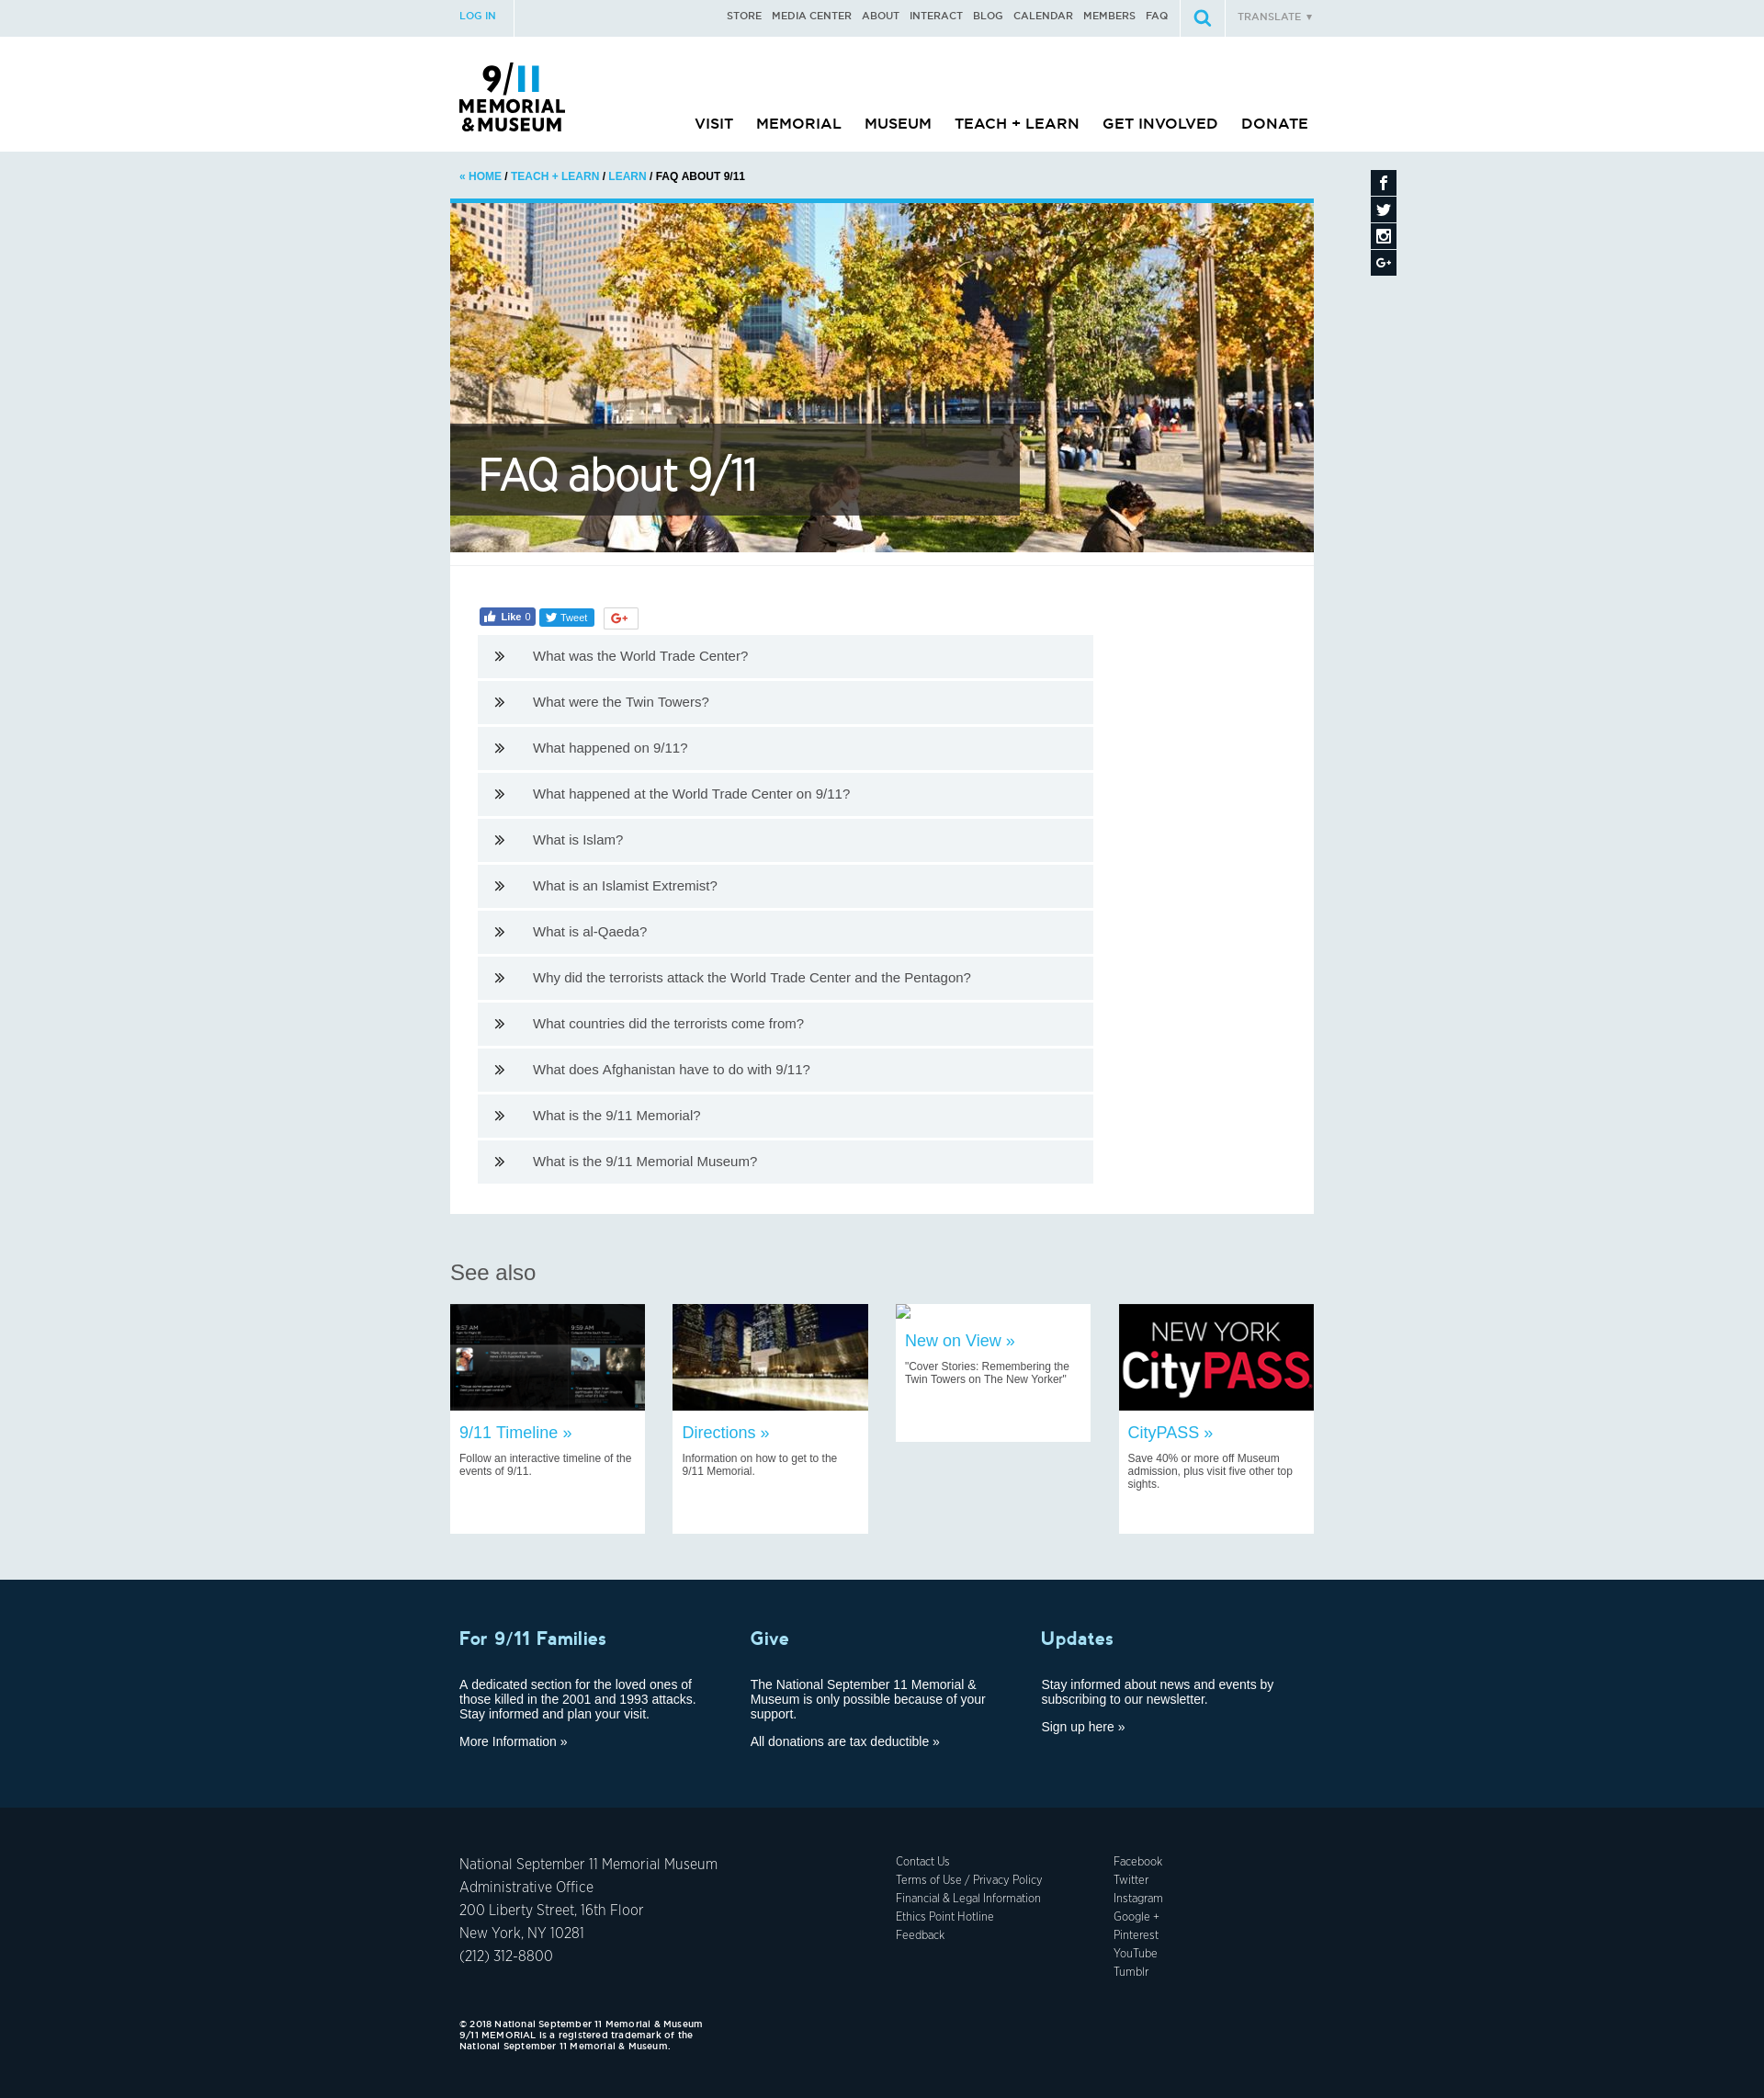 LOG IN
STORE MEDIA CENTER ABOUT INTERACT BLOG CALENDAR MEMBERS FAQ
TRANSLATE ▼
9/11
MEMORIAL
& MUSEUM
VISIT MEMORIAL MUSEUM TEACH + LEARN GET INVOLVED DONATE
« HOME / TEACH + LEARN / LEARN / FAQ ABOUT 9/11
FAQ about 9/11
Like 0 Tweet G+
What was the World Trade Center?
What were the Twin Towers?
What happened on 9/11?
What happened at the World Trade Center on 9/11?
What is Islam?
What is an Islamist Extremist?
What is al-Qaeda?
Why did the terrorists attack the World Trade Center and the Pentagon?
What countries did the terrorists come from?
What does Afghanistan have to do with 9/11?
What is the 9/11 Memorial?
What is the 9/11 Memorial Museum?
See also
9:57 AM
9:59 AM
9/11 Timeline »
Follow an interactive timeline of the
events of 9/11.
Directions »
Information on how to get to the
9/11 Memorial.
New on View »
"Cover Stories: Remembering the
Twin Towers on The New Yorker"
NEW YORK
CityPASS
CityPASS »
Save 40% or more off Museum
admission, plus visit five other top
sights.
For 9/11 Families
A dedicated section for the loved ones of
those killed in the 2001 and 1993 attacks.
Stay informed and plan your visit.
More Information »
Give
The National September 11 Memorial &
Museum is only possible because of your
support.
All donations are tax deductible »
Updates
Stay informed about news and events by
subscribing to our newsletter.
Sign up here »
National September 11 Memorial Museum
Administrative Office
200 Liberty Street, 16th Floor
New York, NY 10281
(212) 312-8800
Contact Us
Terms of Use / Privacy Policy
Financial & Legal Information
Ethics Point Hotline
Feedback
Facebook
Twitter
Instagram
Google +
Pinterest
YouTube
Tumblr
© 2018 National September 11 Memorial & Museum
9/11 MEMORIAL is a registered trademark of the
National September 11 Memorial & Museum.